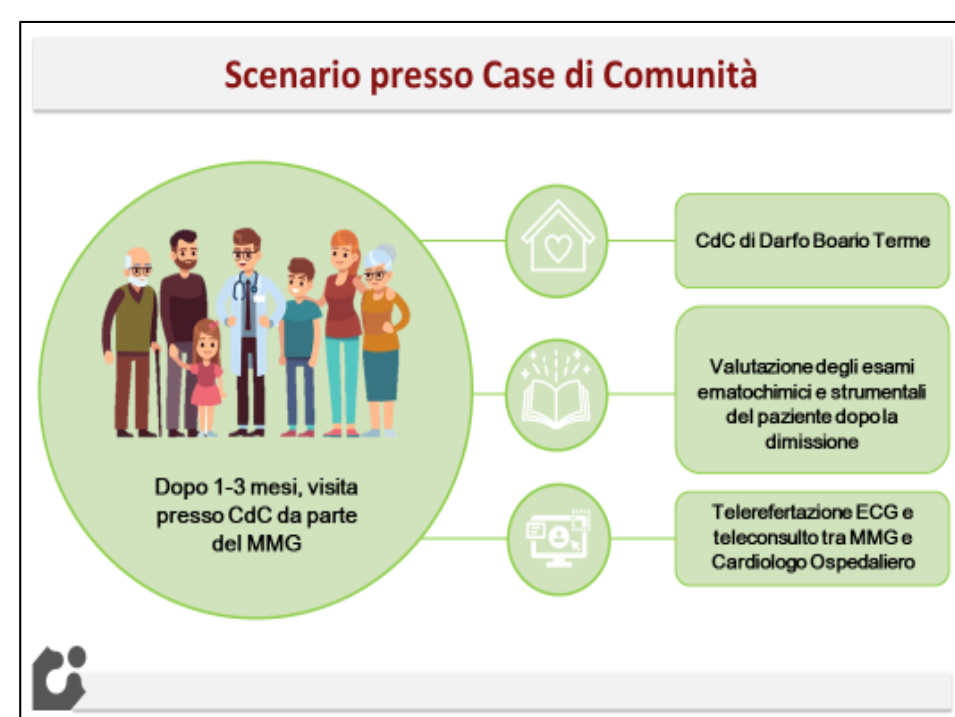 Scenario presso Case di Comunità
Dopo 1-3 mesi, visita
presso CdC da parte
del MMG
CdC di Darfo Boario Terme
Valutazione degli esami
ematochimici e strumentali
del paziente dopo la
dimissione
Telerefertazione ECG e
teleconsulto tra MMG e
Cardiologo Ospedaliero